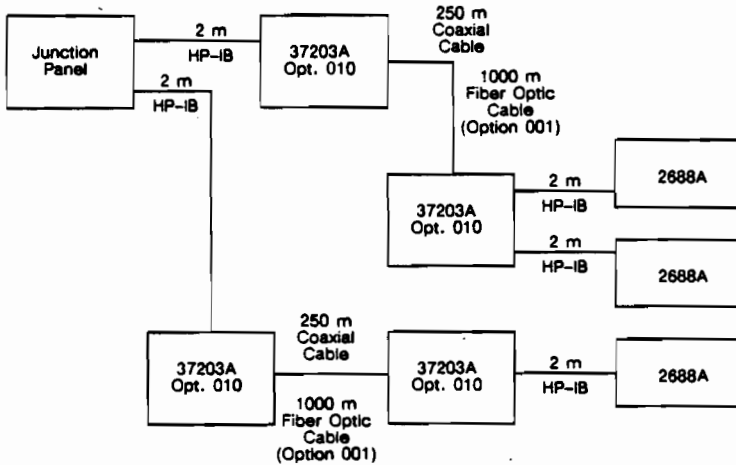 Junction
Panel
2 m
HP-IB
2 m
HP-IB
37203A
Opt. 010
250 m
Coaxial
Cable
1000 m
Fiber Optic
Cable
(Option 001)
37203A
Opt. 010
2 m
HP-IB
2688A
2 m
HP-IB
2688A
37203A
Opt. 010
250 m
Coaxial
Cable
1000 m
Fiber Optic
Cable
(Option 001)
37203A
Opt. 010
2 m
HP-IB
2688A